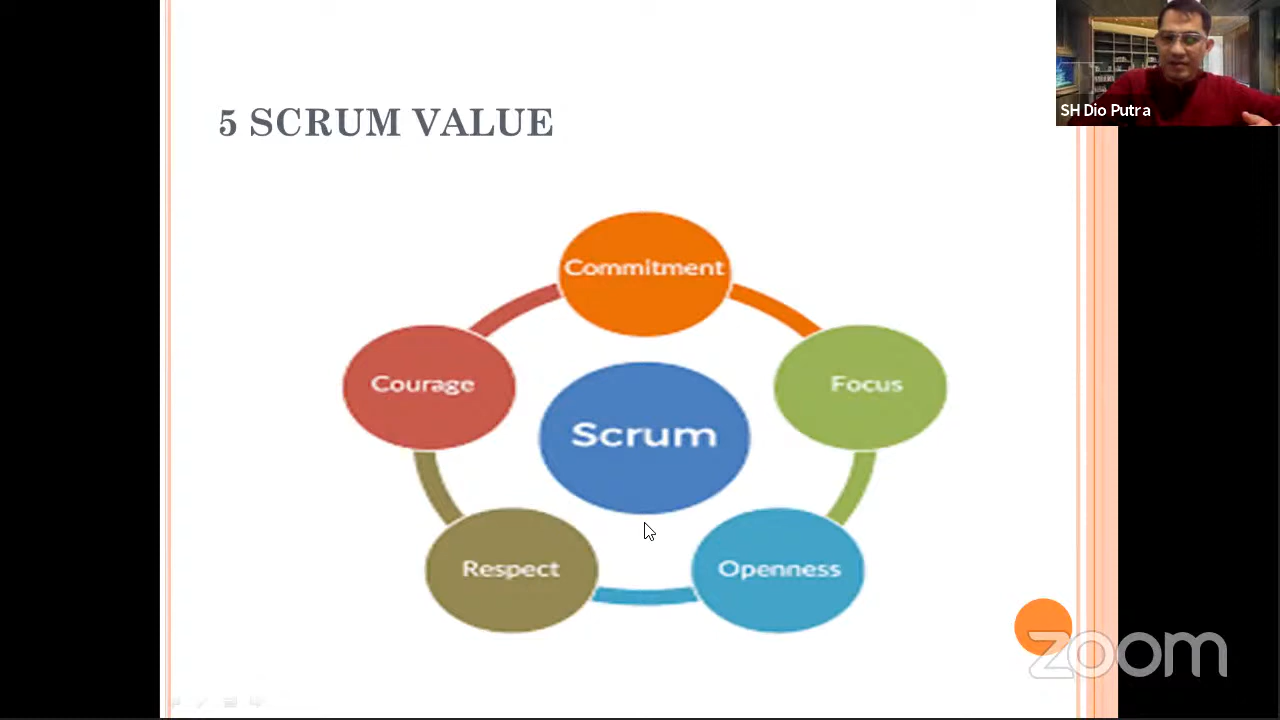 5 SCRUM VALUE
SH Dio Putra
Commitment
Courage
Focus
Scrum
Respect
Openness
zoom